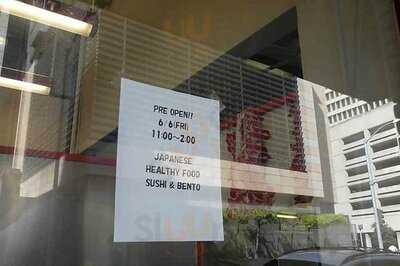 PRE OPEN!!
6/6(FRI)
11:00~2:00
JAPANESE
HEALTHY FOOD
SUSHI & BENTO